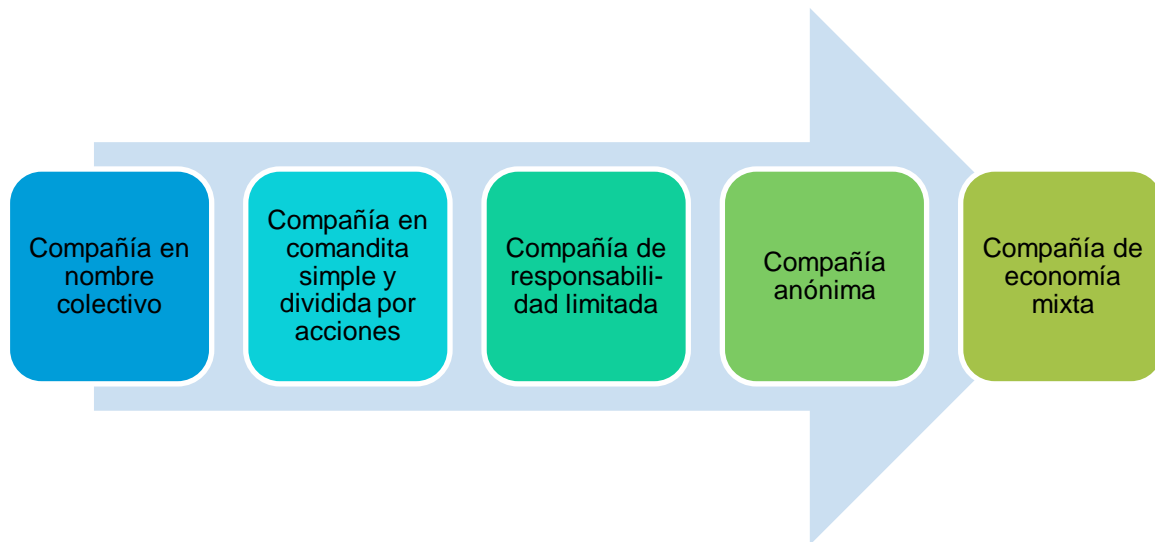 Compañía en
nombre
colectivo
Compañía en
comandita
simple y
dividida por
acciones
Compañía de
responsabili-
dad limitada
Compañía
anónima
Compañía de
economía
mixta